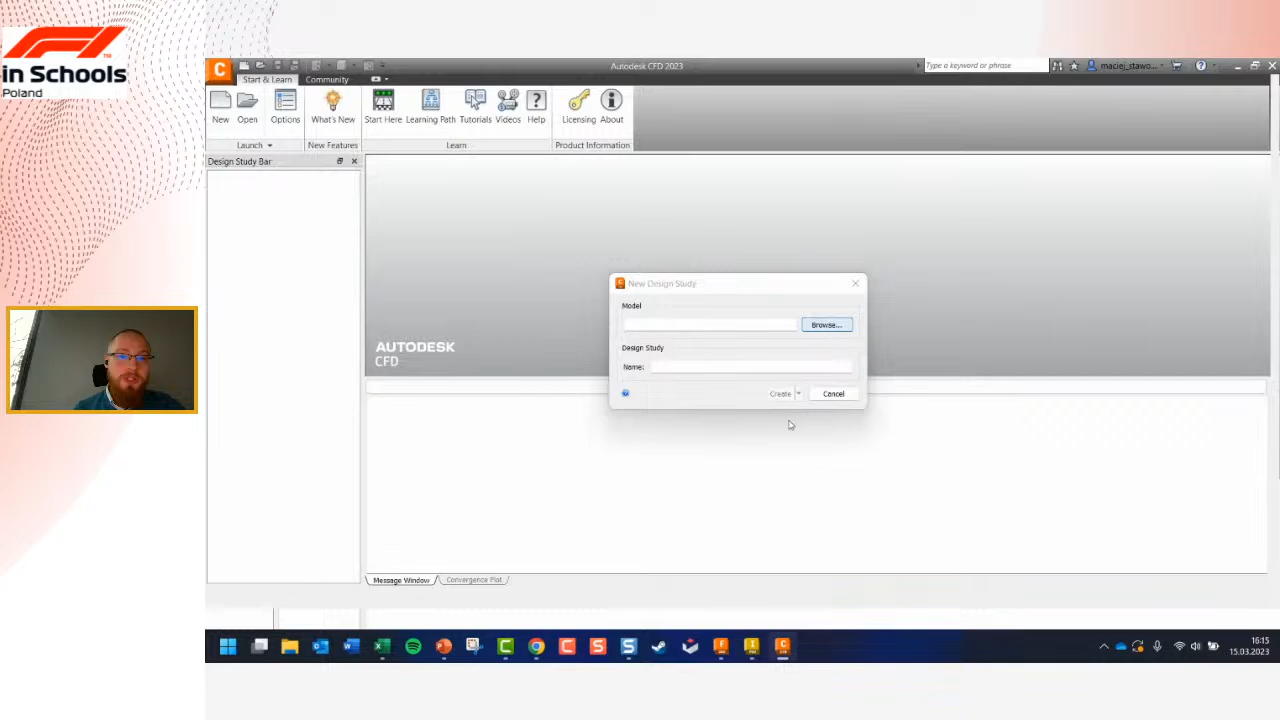 in Schools
Poland
Autodesk CFD 2023
Type a keyword or phrase
maciej_stawo...
Start & Learn
Community
New
Open
Options
What's New
Start Here
Learning Path
Tutorials
Videos
Help
Licensing
About
Launch
New Features
Learn
Product Information
Design Study Bar
New Design Study
Model
Browse...
Design Study
Name:
Create
Cancel
AUTODESK
CFD
Message Window
Convergence Plot
16:15
15.03.2023